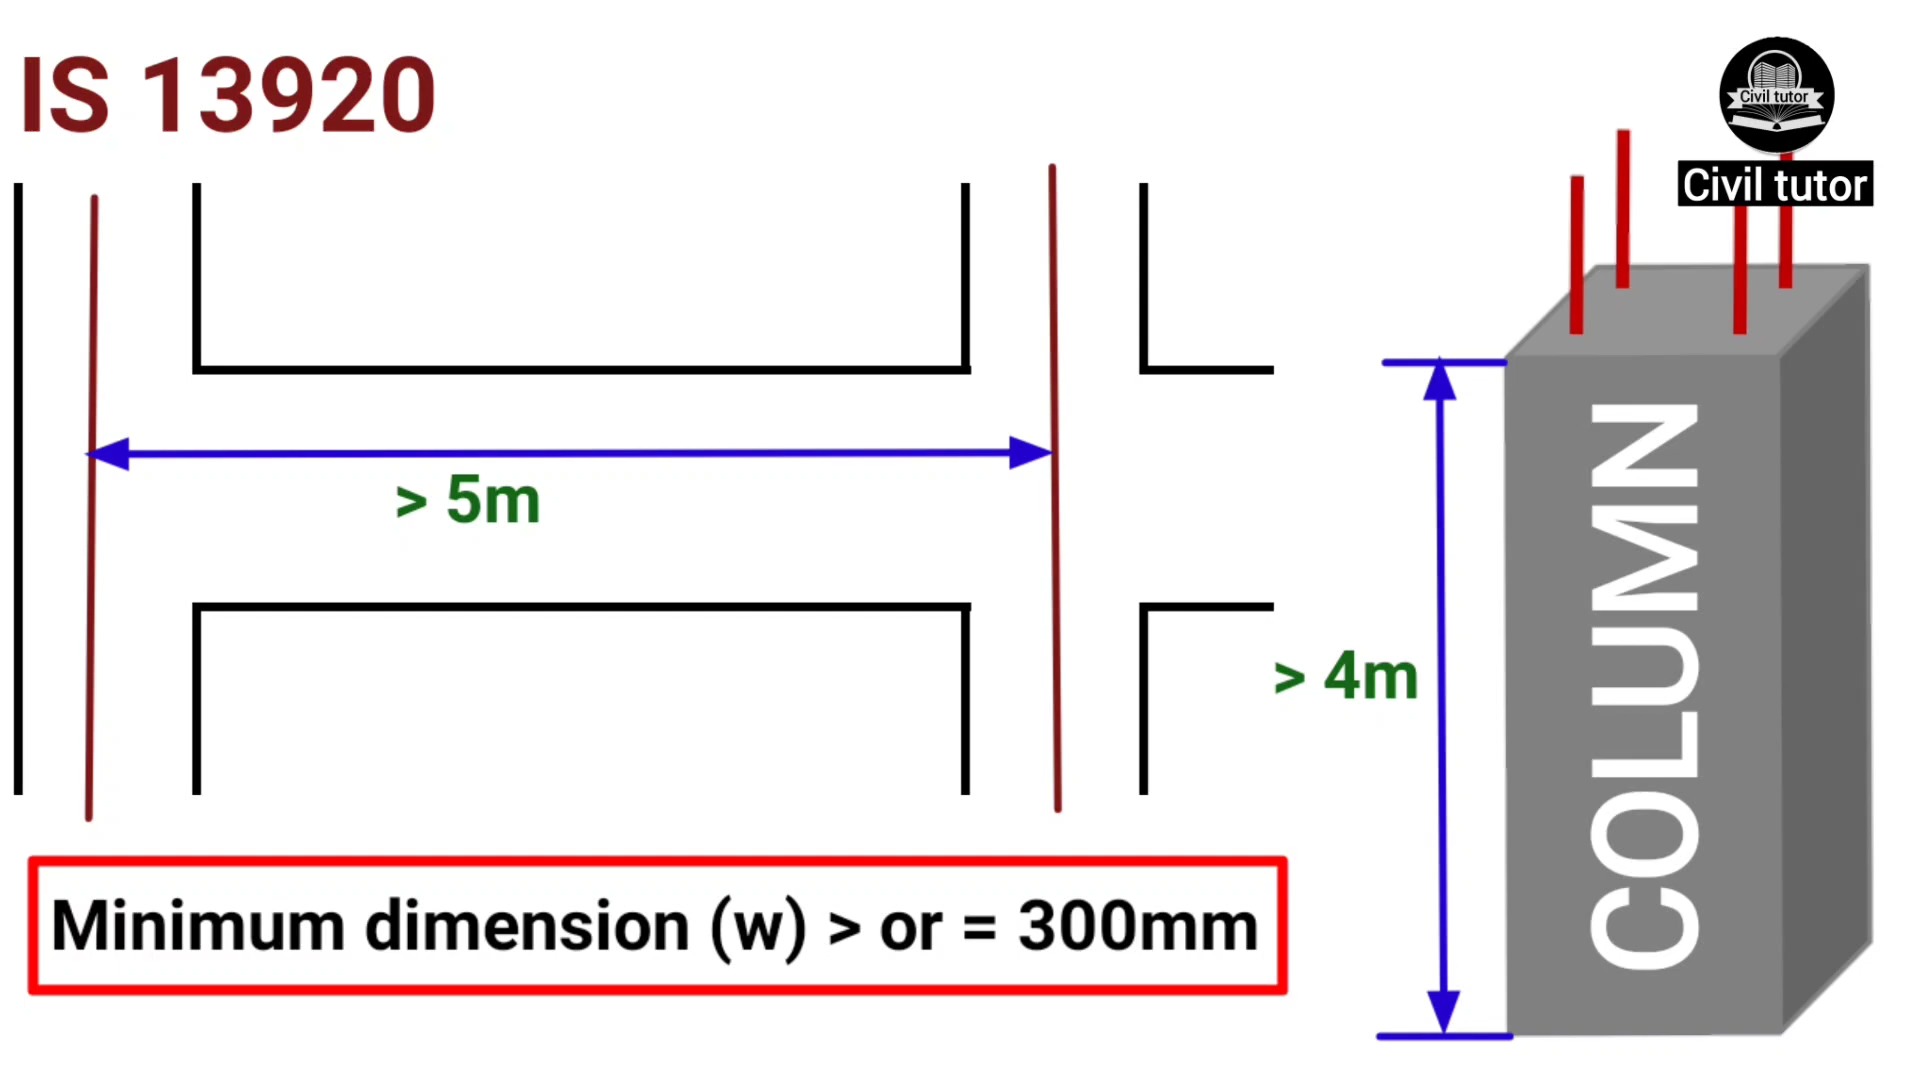 IS 13920
Civil tutor
Civil tutor
> 5m
> 4m
COLUMN
Minimum dimension (w) > or = 300mm